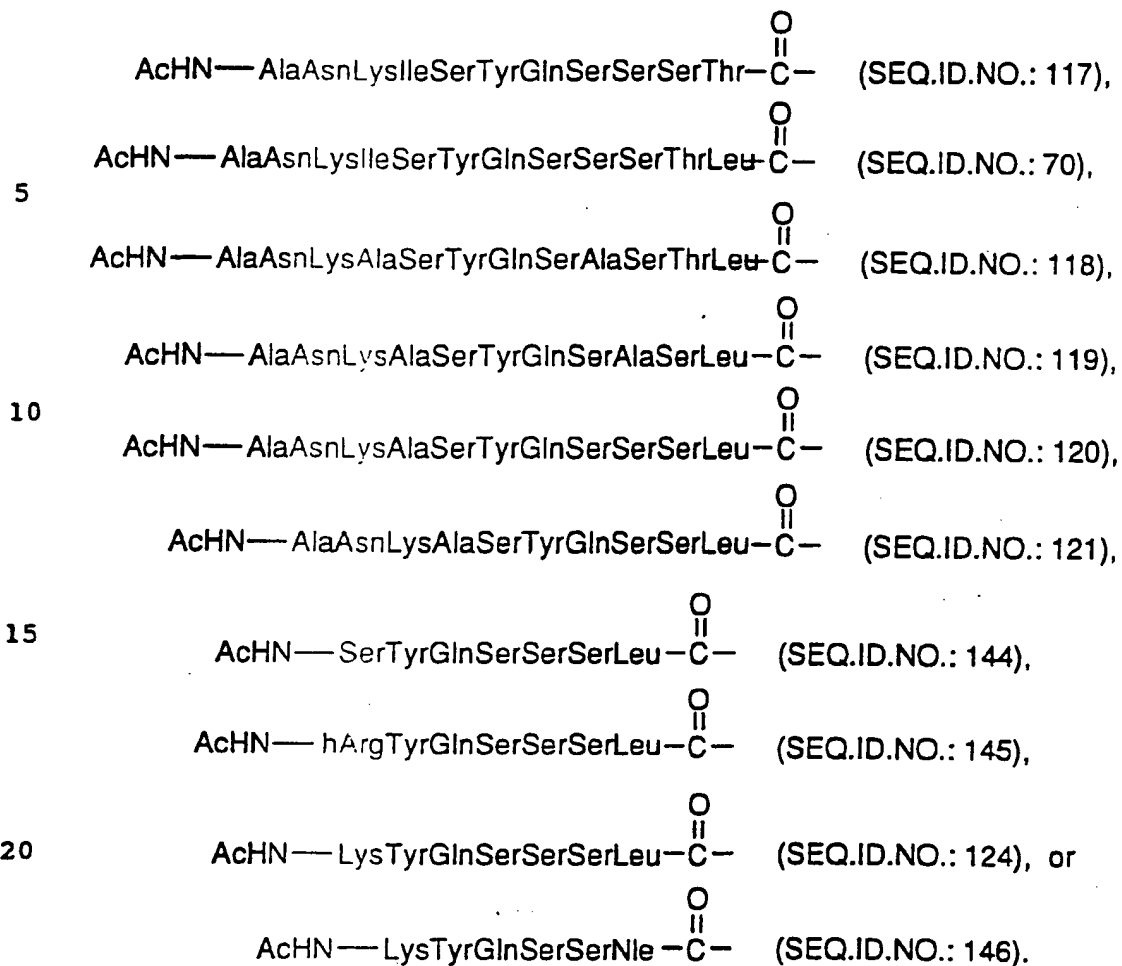 O
||
AcHN—AlaAsnLysIleSerTyrGlnSerSerSerThr-C- (SEQ.ID.NO.: 117),
O
||
AcHN—AlaAsnLysIleSerTyrGlnSerSerSerThrLeu-C- (SEQ.ID.NO.: 70),
5
O
||
AcHN—AlaAsnLysAlaSerTyrGlnSerAlaSerThrLeu-C- (SEQ.ID.NO.: 118),
O
||
AcHN—AlaAsnLysAlaSerTyrGlnSerAlaSerLeu-C- (SEQ.ID.NO.: 119),
10
O
||
AcHN—AlaAsnLysAlaSerTyrGlnSerSerSerLeu-C- (SEQ.ID.NO.: 120),
O
||
AcHN—AlaAsnLysAlaSerTyrGlnSerSerLeu-C- (SEQ.ID.NO.: 121),
O
||
15
AcHN—SerTyrGlnSerSerSerLeu-C- (SEQ.ID.NO.: 144),
O
||
AcHN—hArgTyrGlnSerSerSerLeu-C- (SEQ.ID.NO.: 145),
O
||
20 AcHN—LysTyrGlnSerSerSerLeu-C- (SEQ.ID.NO.: 124), or
O
||
AcHN—LysTyrGlnSerSerNle-C- (SEQ.ID.NO.: 146).